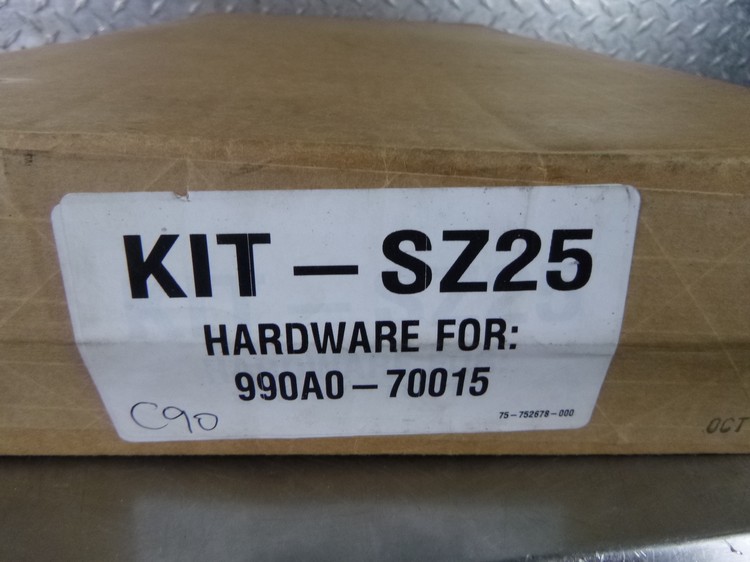 KIT – SZ25
HARDWARE FOR:
990A0–70015
C90
75–752678–000
OCT